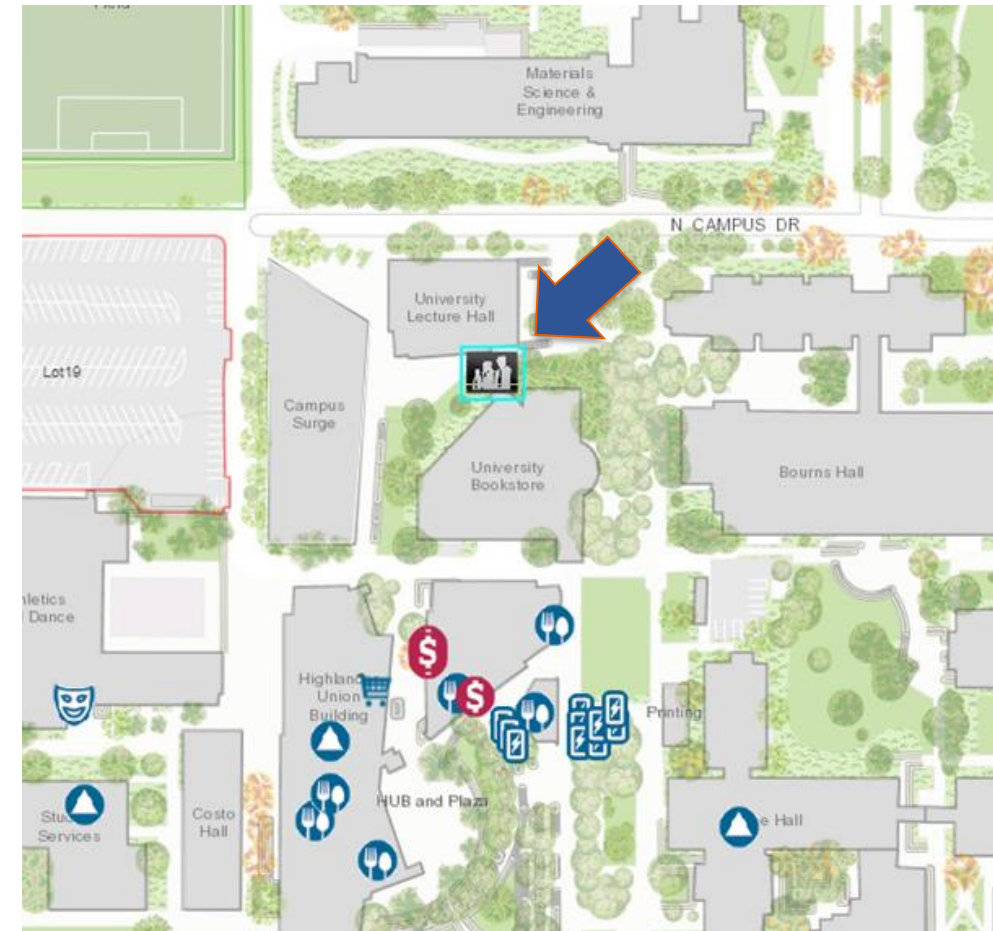 Materials
Science &
Engineering
N CAMPUS DR
University
Lecture Hall
Lot19
Campus
Surge
University
Bookstore
Bourns Hall
Dance
$
$
Highland
Union
Building
Printing
HUB and Plaza
Services
Costo
Hall
Hall